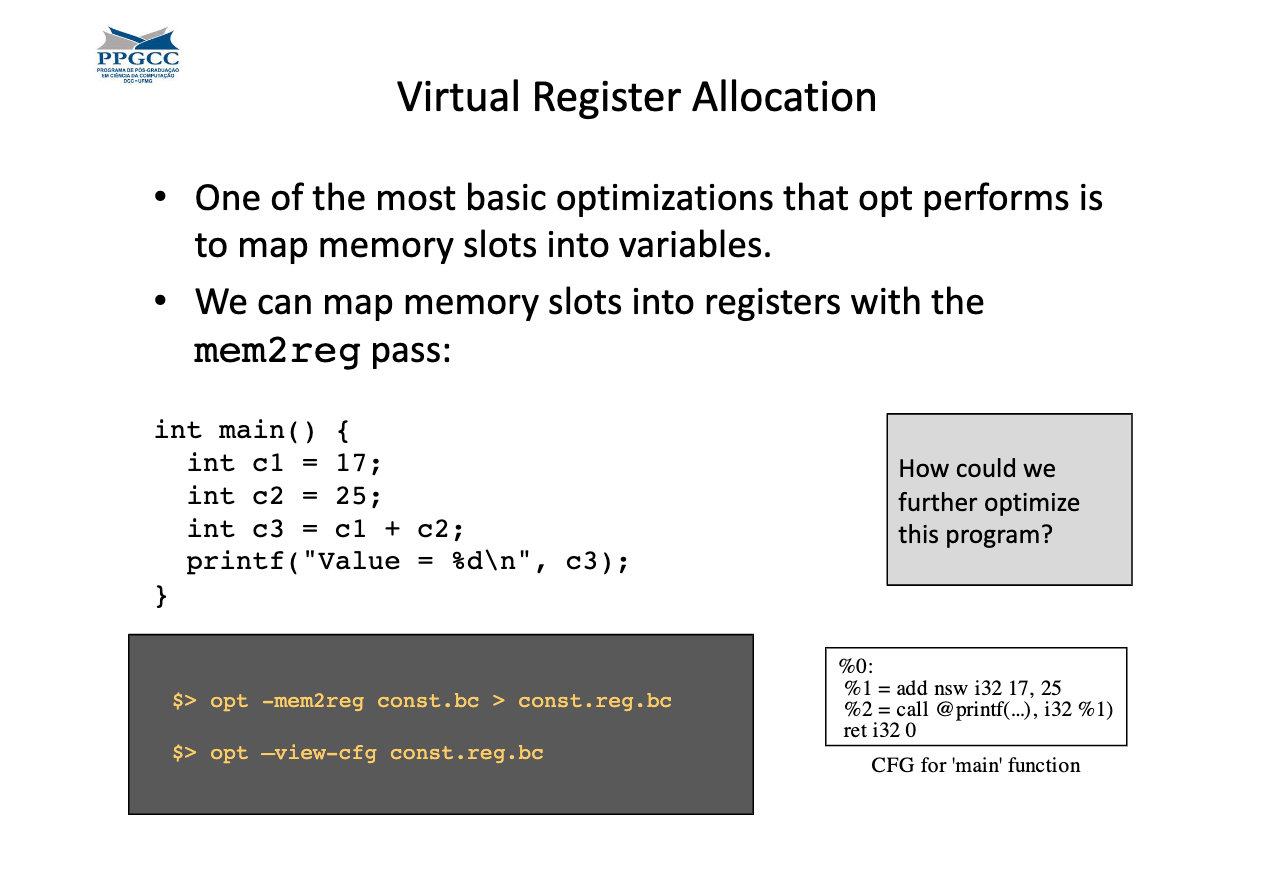 PPGCC
PROGRAMA DE PÓS-GRADUAÇÃO
EM CIÊNCIA DA COMPUTAÇÃO
DCC • UFMG
Virtual Register Allocation
• One of the most basic optimizations that opt performs is
to map memory slots into variables.
• We can map memory slots into registers with the
mem2reg pass:
int main() {
  int c1 = 17;
  int c2 = 25;
  int c3 = c1 + c2;
  printf("Value = %d\n", c3);
}
How could we
further optimize
this program?
$> opt -mem2reg const.bc > const.reg.bc
$> opt –view-cfg const.reg.bc
%0:
%1 = add nsw i32 17, 25
%2 = call @printf(...), i32 %1)
ret i32 0
CFG for 'main' function